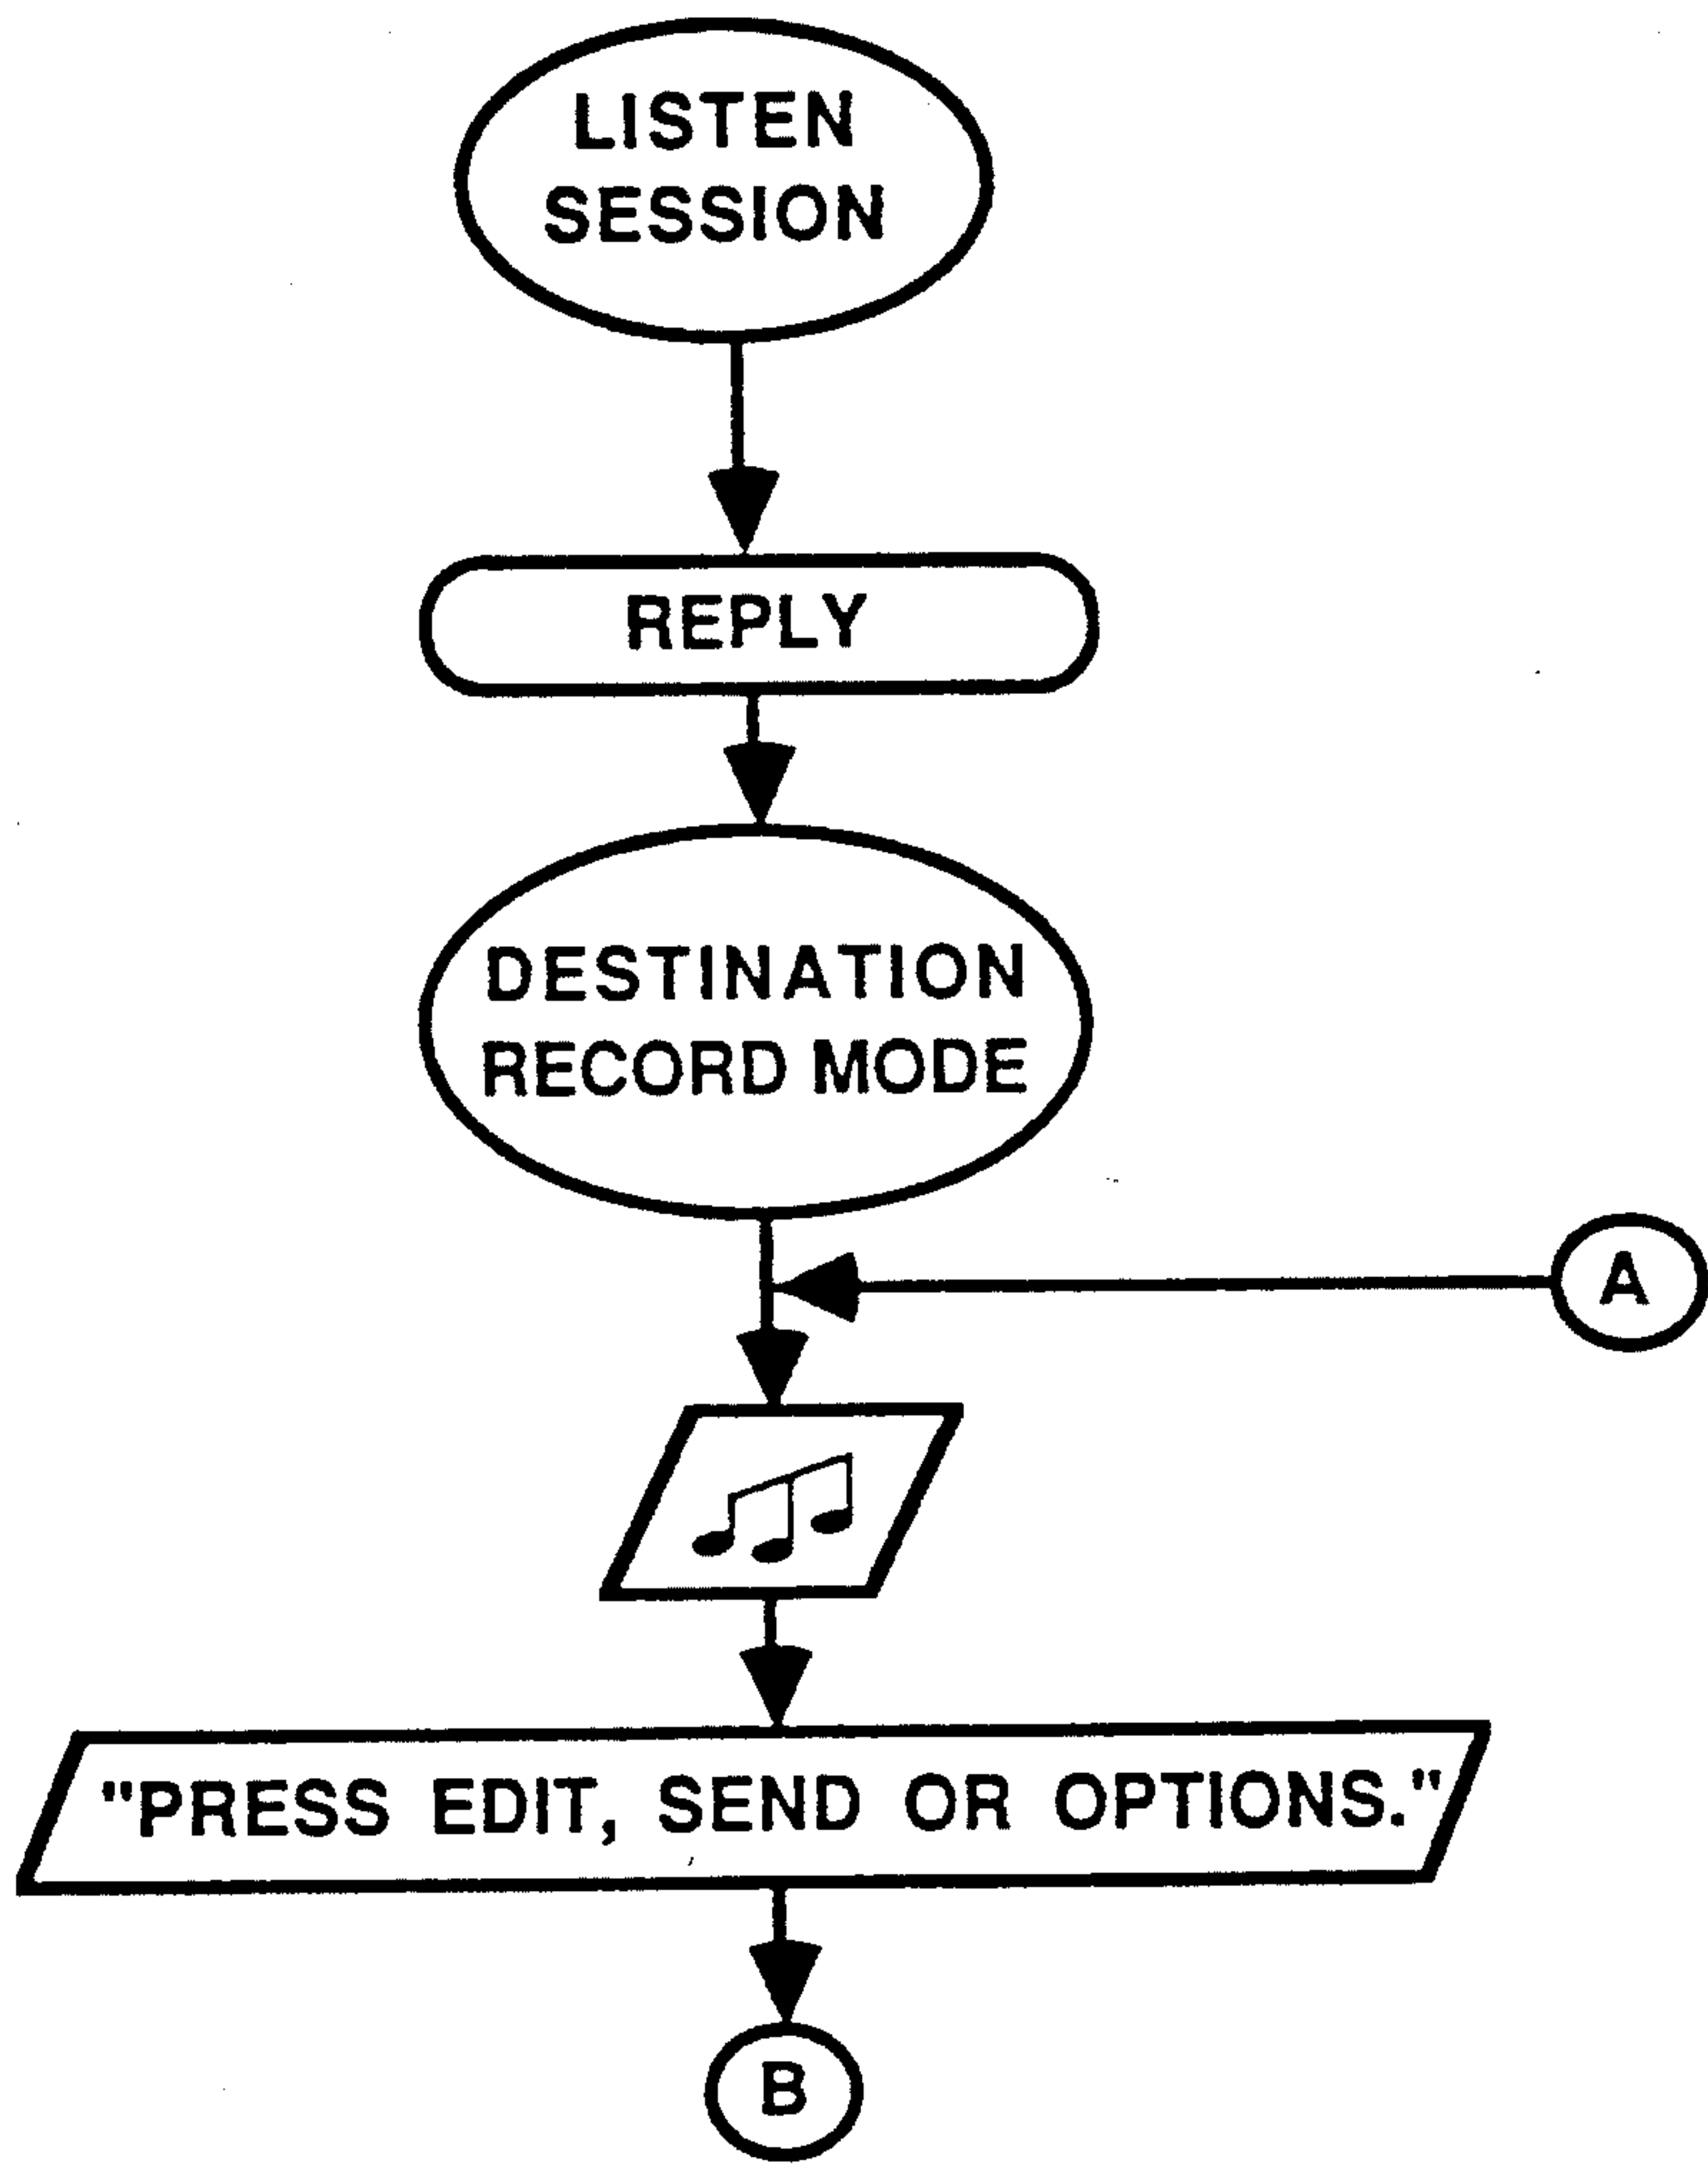 LISTEN
SESSION
REPLY
DESTINATION
RECORD MODE
A
"PRESS EDIT, SEND OR OPTIONS."
B